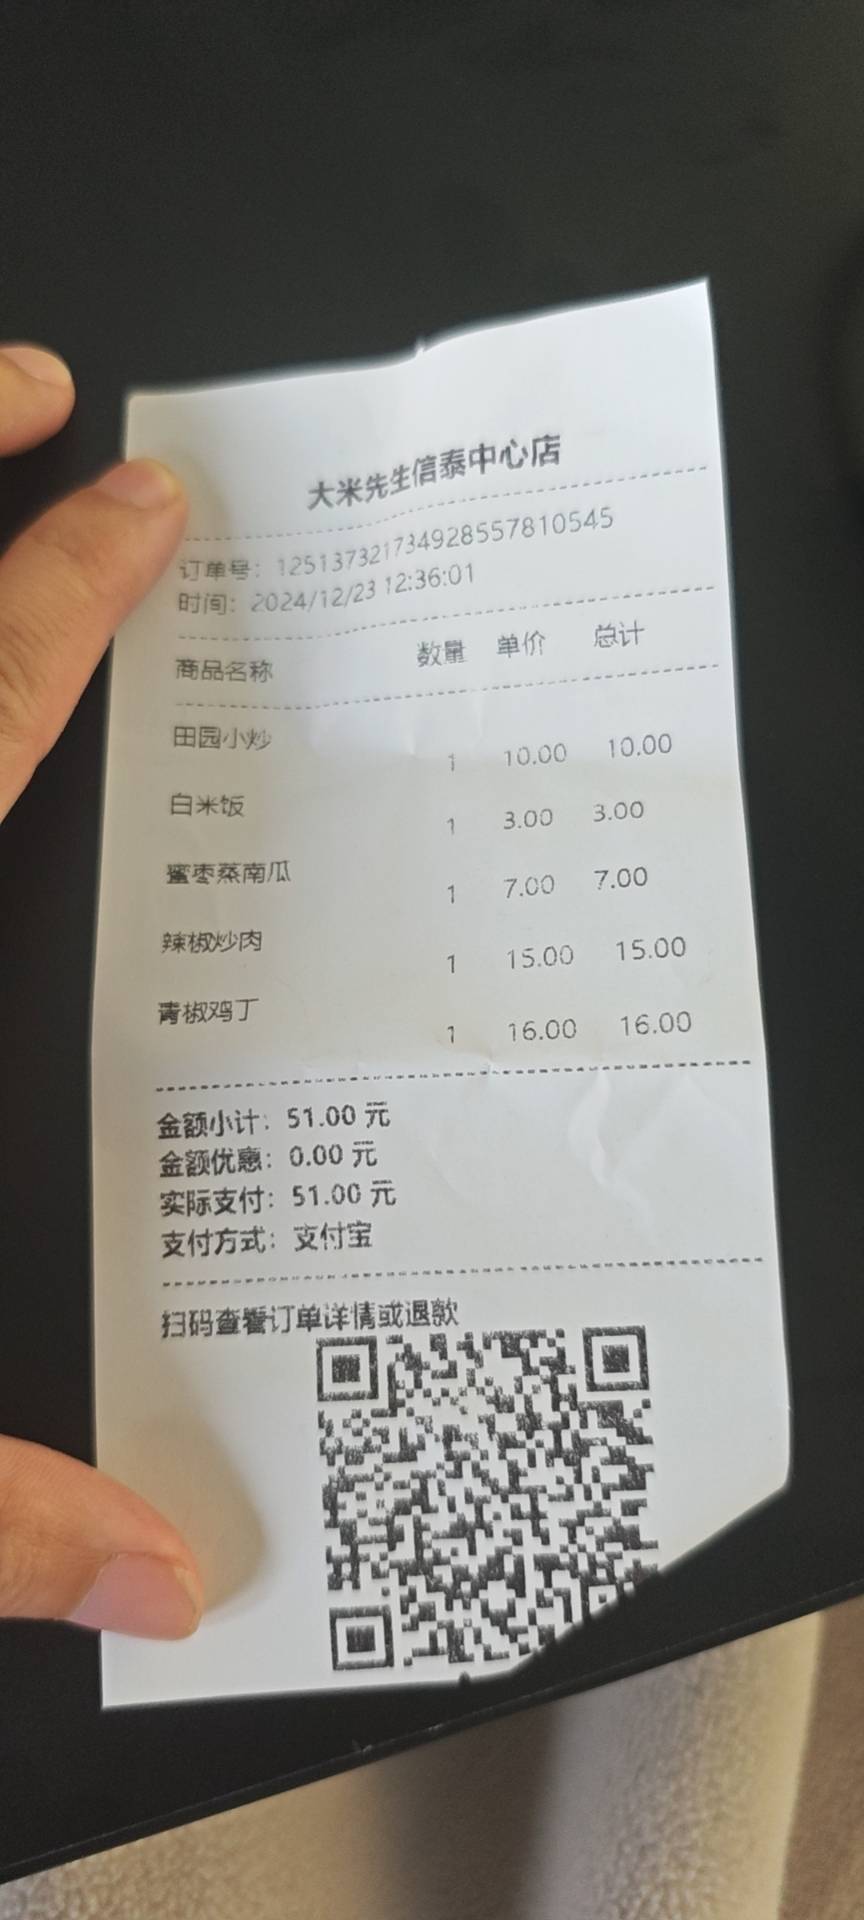 大米先生信泰中心店
订单号：125137321734928557810545
时间：2024/12/23 12:36:01
商品名称 数量 单价 总计
田园小炒 1 10.00 10.00
白米饭 1 3.00 3.00
蜜枣蒸南瓜 1 7.00 7.00
辣椒炒肉 1 15.00 15.00
青椒鸡丁 1 16.00 16.00
金额小计：51.00 元
金额优惠：0.00 元
实际支付：51.00 元
支付方式：支付宝
扫码查看订单详情或退款